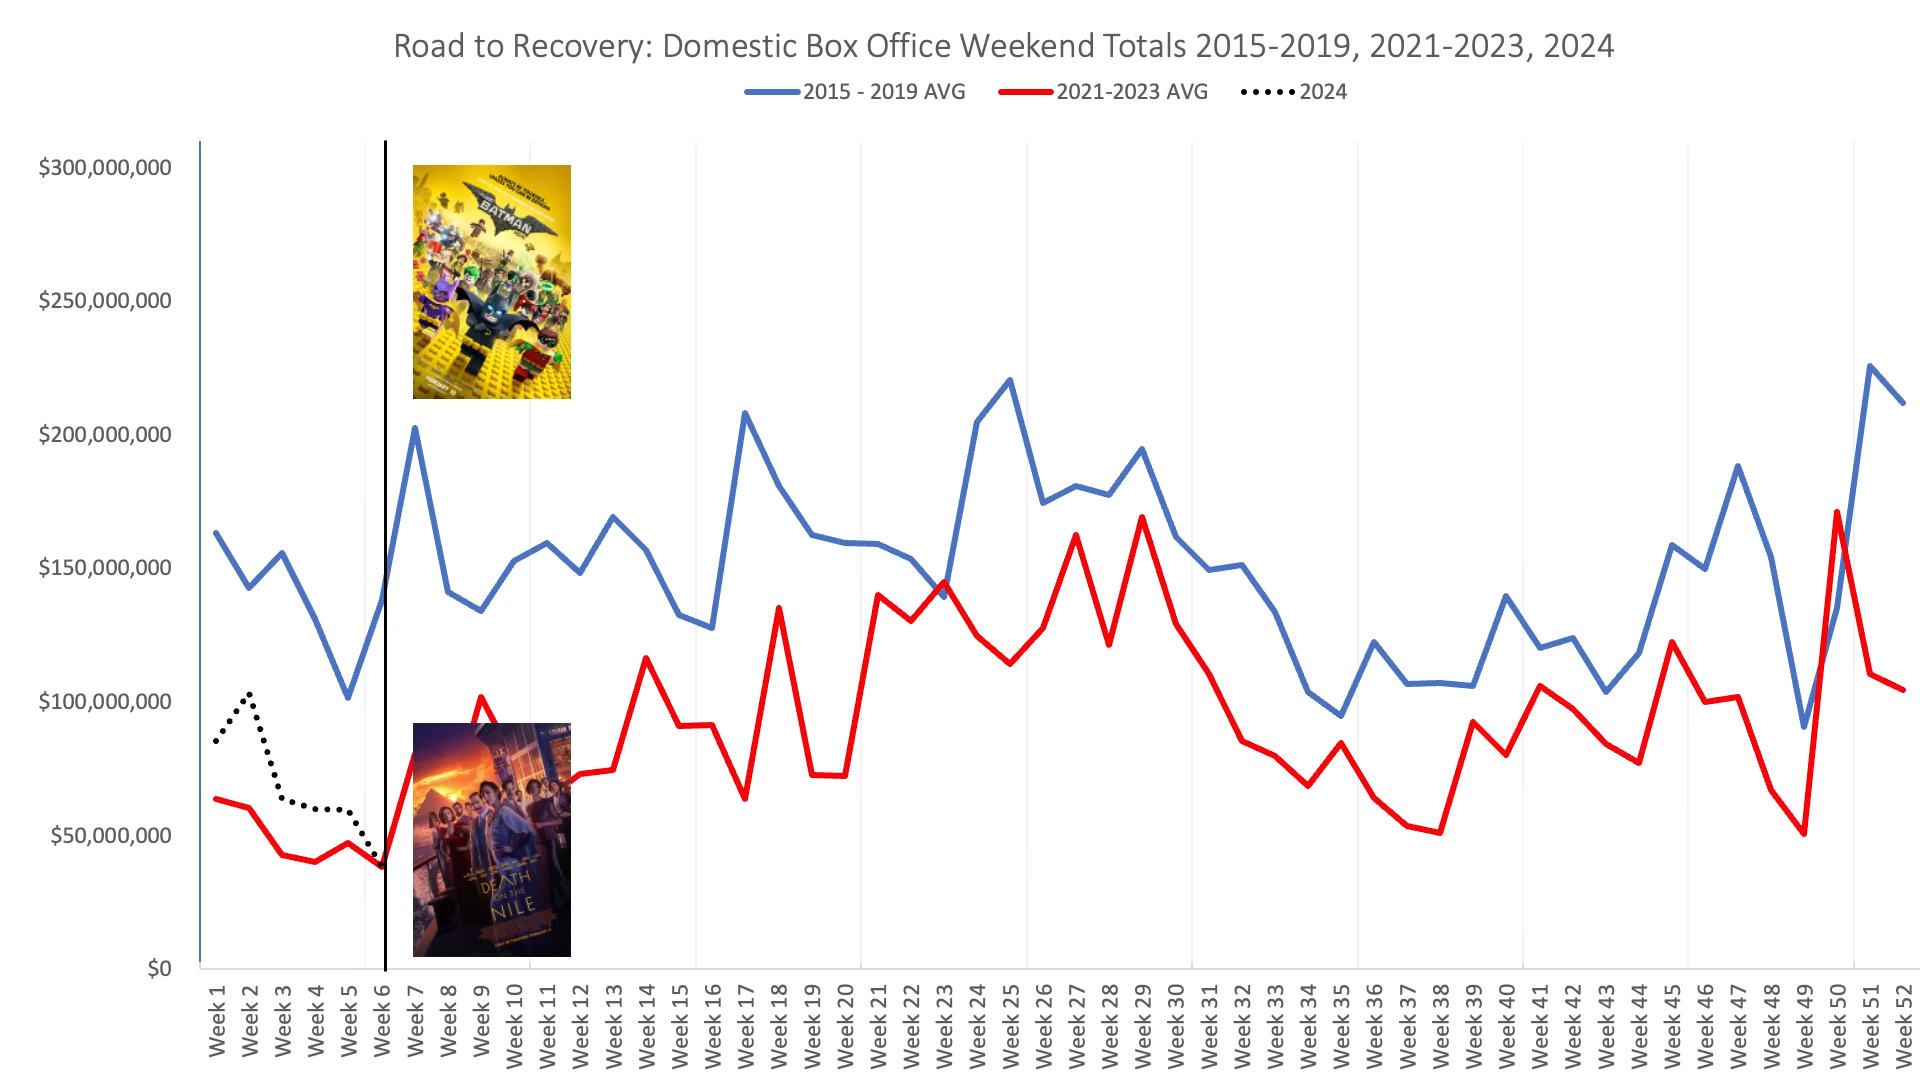 Road to Recovery: Domestic Box Office Weekend Totals 2015-2019, 2021-2023, 2024
2015 - 2019 AVG
2021-2023 AVG
2024
$300,000,000
$250,000,000
$200,000,000
$150,000,000
$100,000,000
$50,000,000
$0
BATMAN
DEATH
ON THE
NILE
Week 1
Week 2
Week 3
Week 4
Week 5
Week 6
Week 7
Week 8
Week 9
Week 10
Week 11
Week 12
Week 13
Week 14
Week 15
Week 16
Week 17
Week 18
Week 19
Week 20
Week 21
Week 22
Week 23
Week 24
Week 25
Week 26
Week 27
Week 28
Week 29
Week 30
Week 31
Week 32
Week 33
Week 34
Week 35
Week 36
Week 37
Week 38
Week 39
Week 40
Week 41
Week 42
Week 43
Week 44
Week 45
Week 46
Week 47
Week 48
Week 49
Week 50
Week 51
Week 52